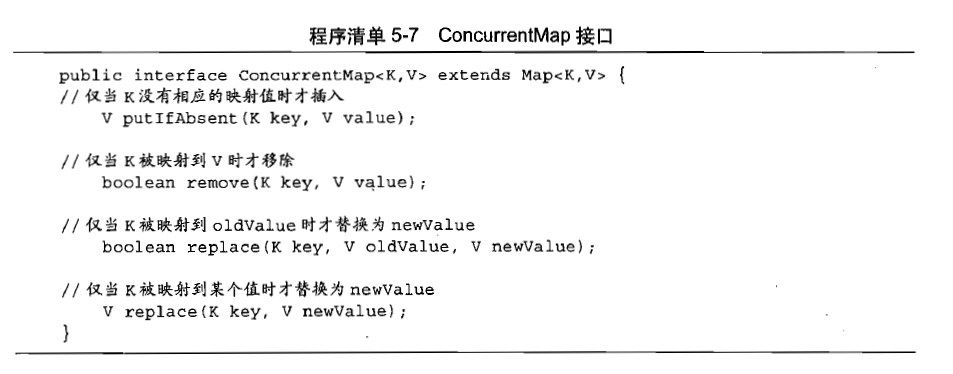 程序清单 5-7 ConcurrentMap 接口
public interface ConcurrentMap<K,V> extends Map<K,V> {
//仅当 K 没有相应的映射值时才插入
    V putIfAbsent(K key, V value);
//仅当 K 被映射到 V 时才移除
    boolean remove(K key, V value);
//仅当 K 被映射到 oldValue 时才替换为 newValue
    boolean replace(K key, V oldValue, V newValue);
//仅当 K 被映射到某个值时才替换为 newValue
    V replace(K key, V newValue);
}